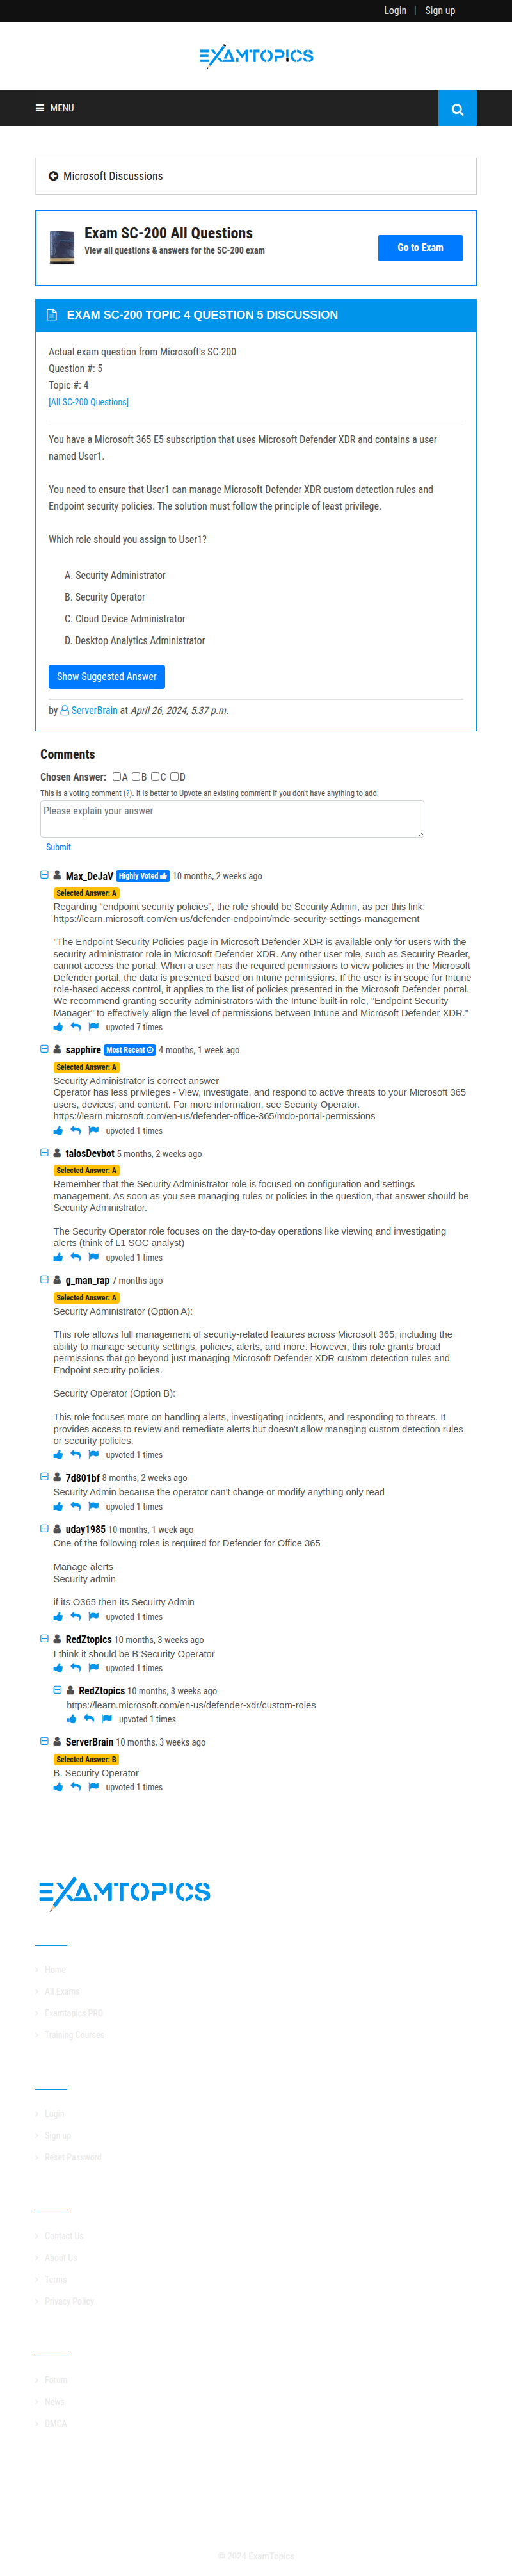 Login | Sign up
EXAMTOPICS
MENU
Microsoft Discussions
Exam SC-200 All Questions
View all questions & answers for the SC-200 exam
Go to Exam
EXAM SC-200 TOPIC 4 QUESTION 5 DISCUSSION
Actual exam question from Microsoft's SC-200
Question #: 5
Topic #: 4
[All SC-200 Questions]
You have a Microsoft 365 E5 subscription that uses Microsoft Defender XDR and contains a user
named User1.
You need to ensure that User1 can manage Microsoft Defender XDR custom detection rules and
Endpoint security policies. The solution must follow the principle of least privilege.
Which role should you assign to User1?
A. Security Administrator
B. Security Operator
C. Cloud Device Administrator
D. Desktop Analytics Administrator
Show Suggested Answer
by ServerBrain at April 26, 2024, 5:37 p.m.
Comments
Chosen Answer: A B C D
This is a voting comment (?). It is better to Upvote an existing comment if you don't have anything to add.
Please explain your answer
Submit
Max_DeJaV Highly Voted 10 months, 2 weeks ago
Selected Answer: A
Regarding "endpoint security policies", the role should be Security Admin, as per this link:
https://learn.microsoft.com/en-us/defender-endpoint/mde-security-settings-management
"The Endpoint Security Policies page in Microsoft Defender XDR is available only for users with the
security administrator role in Microsoft Defender XDR. Any other user role, such as Security Reader,
cannot access the portal. When a user has the required permissions to view policies in the Microsoft
Defender portal, the data is presented based on Intune permissions. If the user is in scope for Intune
role-based access control, it applies to the list of policies presented in the Microsoft Defender portal.
We recommend granting security administrators with the Intune built-in role, "Endpoint Security
Manager" to effectively align the level of permissions between Intune and Microsoft Defender XDR."
upvoted 7 times
sapphire Most Recent 4 months, 1 week ago
Selected Answer: A
Security Administrator is correct answer
Operator has less privileges - View, investigate, and respond to active threats to your Microsoft 365
users, devices, and content. For more information, see Security Operator.
https://learn.microsoft.com/en-us/defender-office-365/mdo-portal-permissions
upvoted 1 times
talosDevbot 5 months, 2 weeks ago
Selected Answer: A
Remember that the Security Administrator role is focused on configuration and settings
management. As soon as you see managing rules or policies in the question, that answer should be
Security Administrator.
The Security Operator role focuses on the day-to-day operations like viewing and investigating
alerts (think of L1 SOC analyst)
upvoted 1 times
g_man_rap 7 months ago
Selected Answer: A
Security Administrator (Option A):
This role allows full management of security-related features across Microsoft 365, including the
ability to manage security settings, policies, alerts, and more. However, this role grants broad
permissions that go beyond just managing Microsoft Defender XDR custom detection rules and
Endpoint security policies.
Security Operator (Option B):
This role focuses more on handling alerts, investigating incidents, and responding to threats. It
provides access to review and remediate alerts but doesn't allow managing custom detection rules
or security policies.
upvoted 1 times
7d801bf 8 months, 2 weeks ago
Security Admin because the operator can't change or modify anything only read
upvoted 1 times
uday1985 10 months, 1 week ago
One of the following roles is required for Defender for Office 365
Manage alerts
Security admin
if its O365 then its Secuirty Admin
upvoted 1 times
RedZtopics 10 months, 3 weeks ago
I think it should be B:Security Operator
upvoted 1 times
RedZtopics 10 months, 3 weeks ago
https://learn.microsoft.com/en-us/defender-xdr/custom-roles
upvoted 1 times
ServerBrain 10 months, 3 weeks ago
Selected Answer: B
B. Security Operator
upvoted 1 times
EXAMTOPICS
Home
All Exams
Examtopics PRO
Training Courses
Login
Sign up
Reset Password
Contact Us
About Us
Terms
Privacy Policy
Forum
News
DMCA
© 2024 ExamTopics